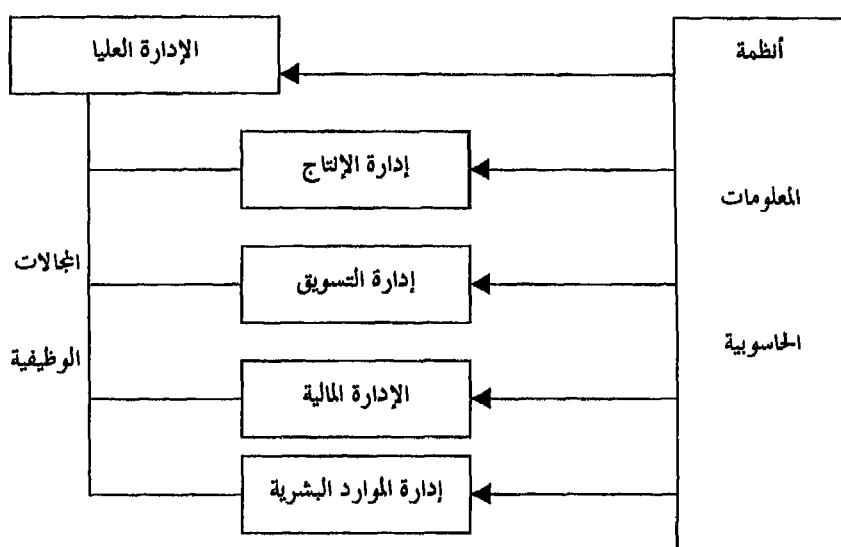 أنظمة
المعلومات
الحاسوبية
الإدارة العليا
إدارة الإنتاج
إدارة التسويق
الإدارة المالية
إدارة الموارد البشرية
المجالات
الوظيفية